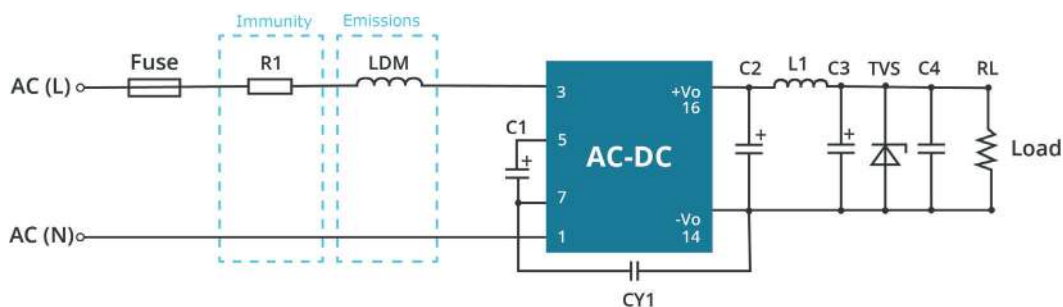 Immunity
Emissions
Fuse
R1
LDM
C2
L1
C3
TVS
C4
RL
AC (L)
3
+Vo
16
C1
5
+
+
+
AC-DC
Load
7
-Vo
14
AC (N)
1
CY1